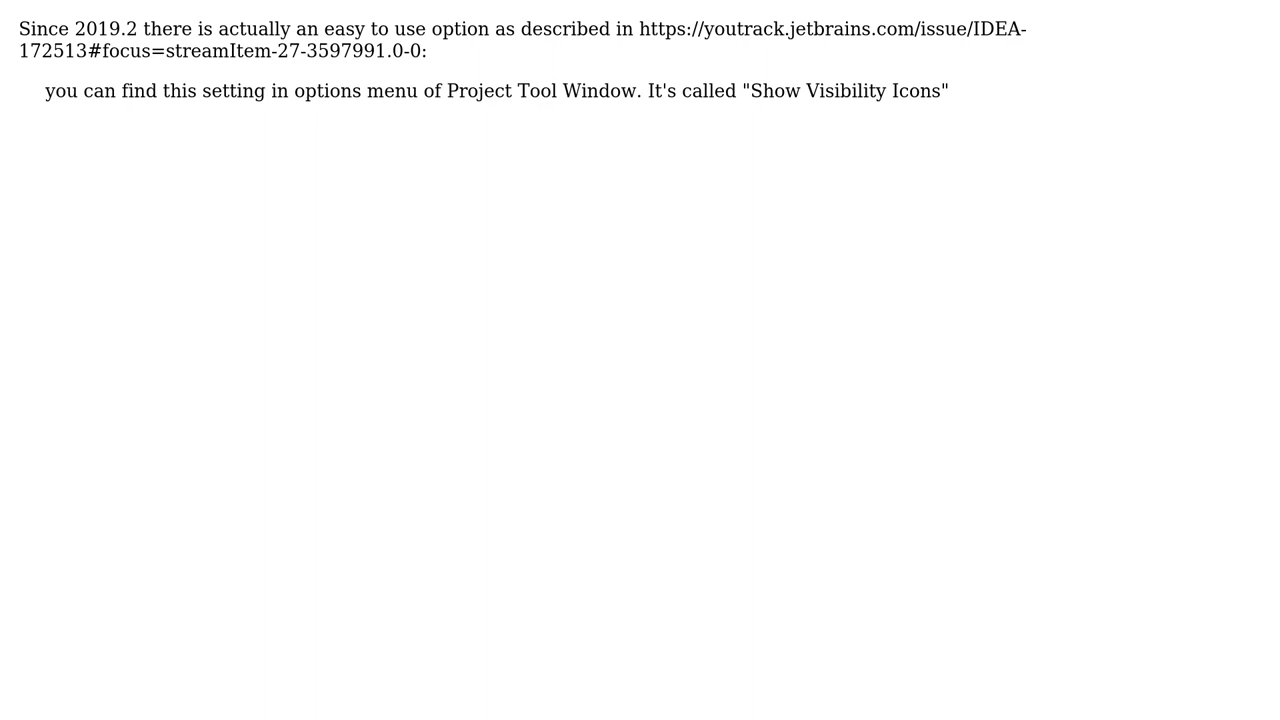 Since 2019.2 there is actually an easy to use option as described in https://youtrack.jetbrains.com/issue/IDEA-
172513#focus=streamItem-27-3597991.0-0:
you can find this setting in options menu of Project Tool Window. It's called "Show Visibility Icons"